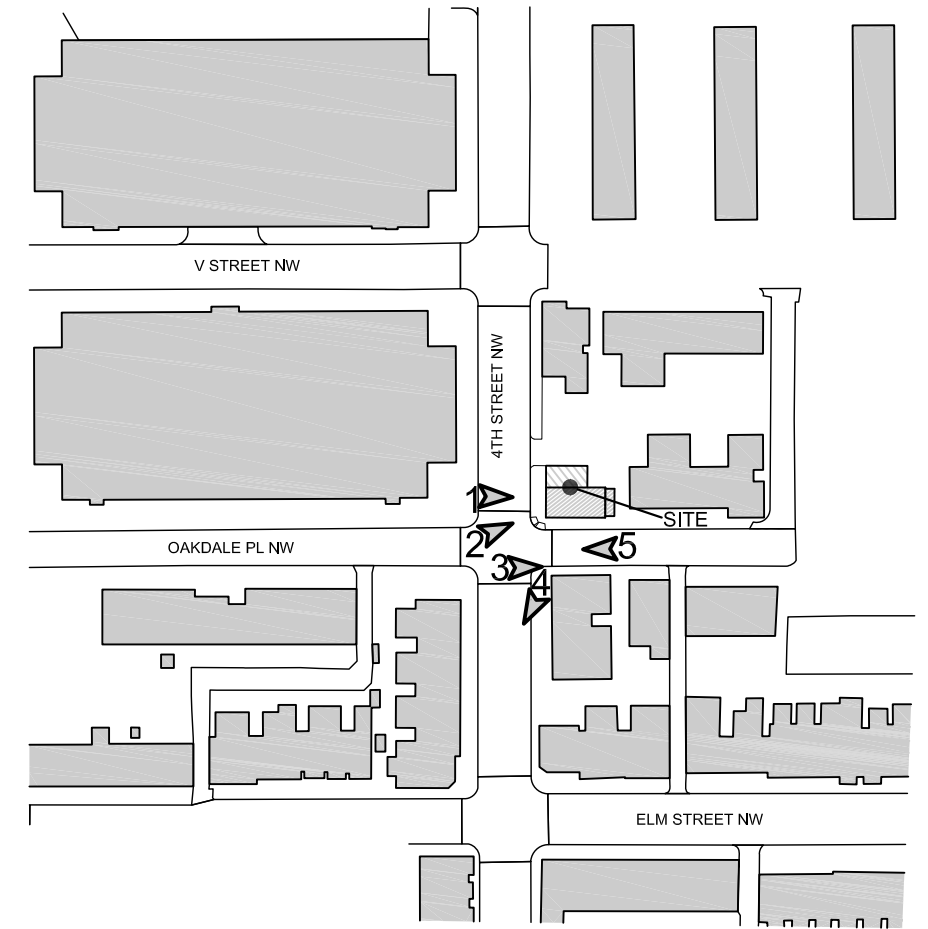 V STREET NW
4TH STREET NW
1
SITE
2
OAKDALE PL NW
5
3
4
ELM STREET NW